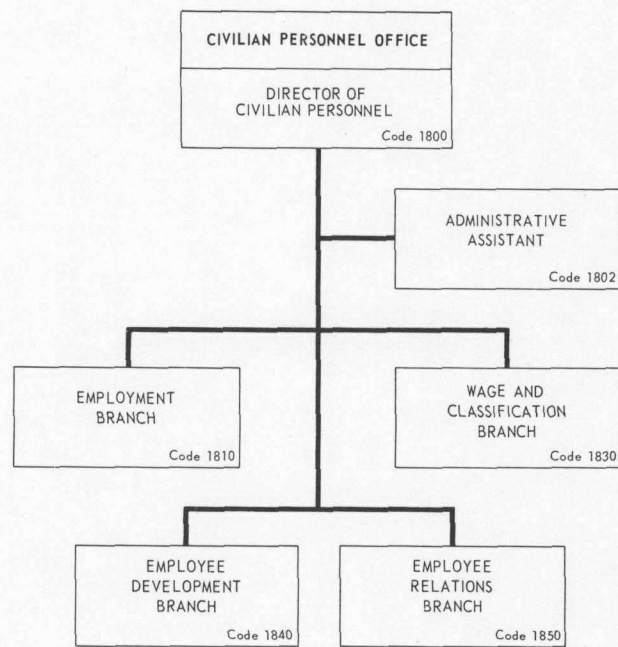 CIVILIAN PERSONNEL OFFICE
DIRECTOR OF
CIVILIAN PERSONNEL
Code 1800
ADMINISTRATIVE
ASSISTANT
Code 1802
EMPLOYMENT
BRANCH
Code 1810
WAGE AND
CLASSIFICATION
BRANCH
Code 1830
EMPLOYEE
DEVELOPMENT
BRANCH
Code 1840
EMPLOYEE
RELATIONS
BRANCH
Code 1850